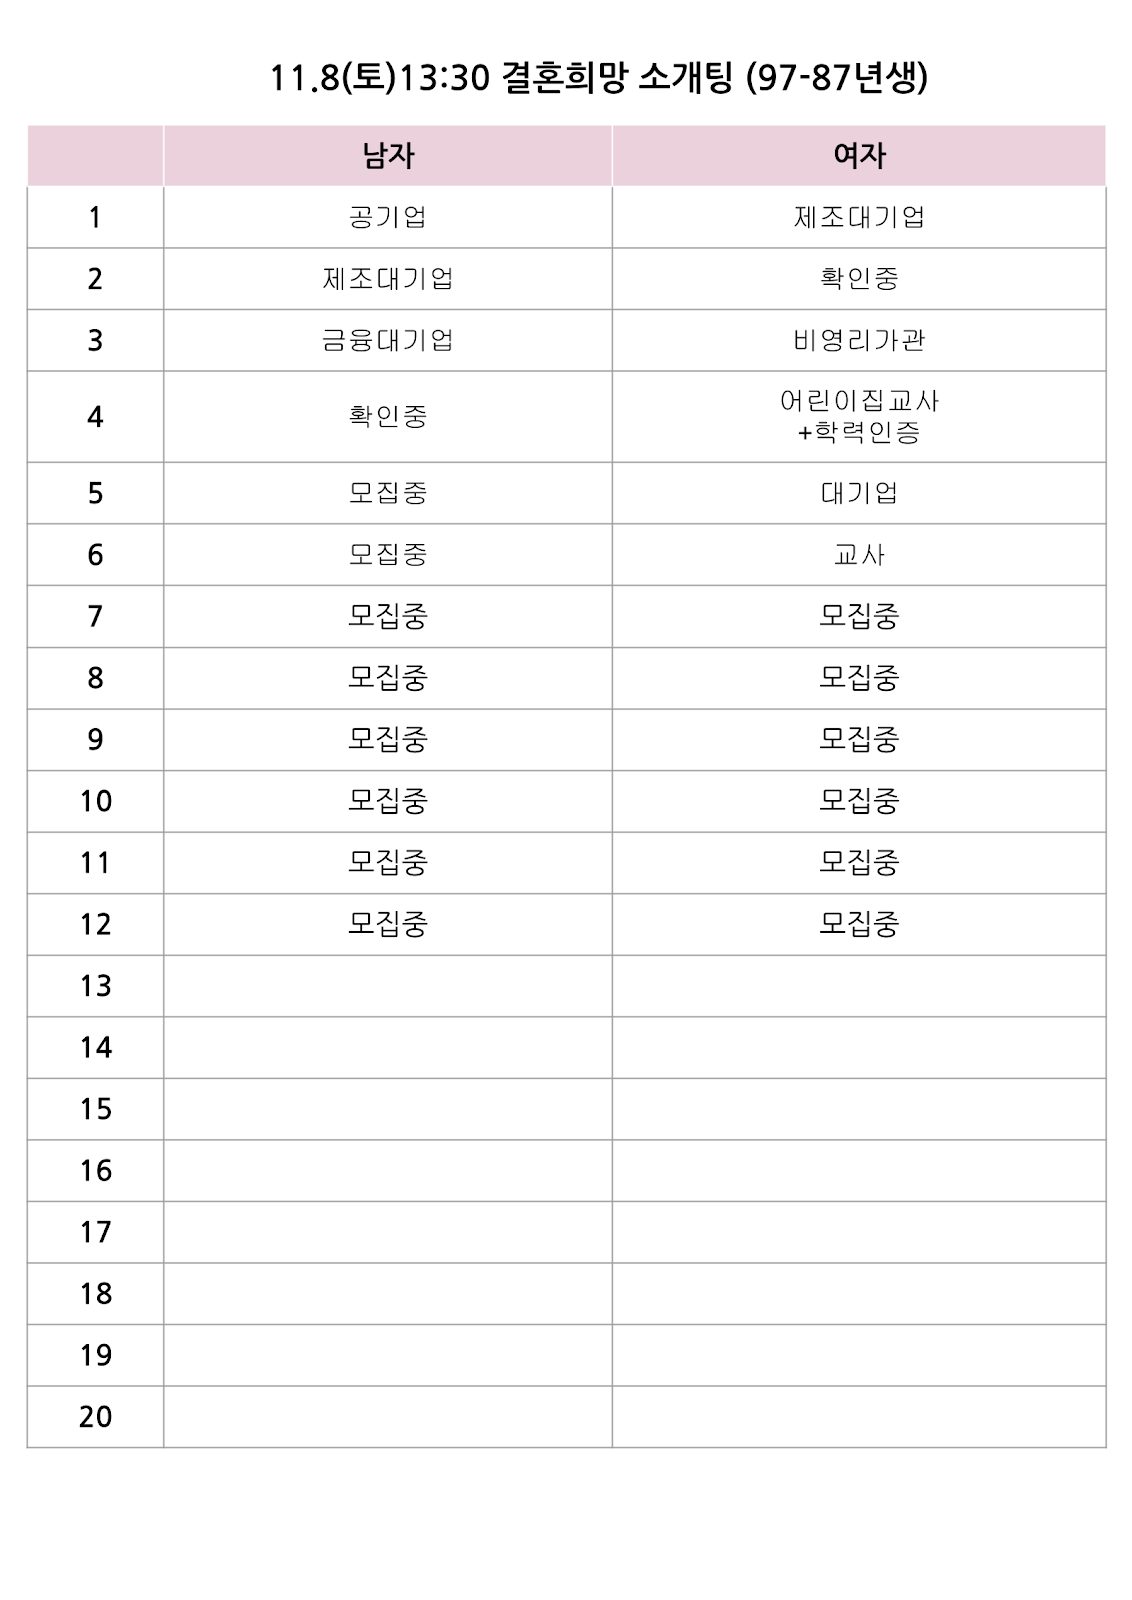 11.8(토)13:30 결혼희망 소개팅 (97-87년생)
남자 여자
1 공기업 제조대기업
2 제조대기업 확인중
3 금융대기업 비영리가관
4 확인중 어린이집교사
+학력인증
5 모집중 대기업
6 모집중 교사
7 모집중 모집중
8 모집중 모집중
9 모집중 모집중
10 모집중 모집중
11 모집중 모집중
12 모집중 모집중
13
14
15
16
17
18
19
20